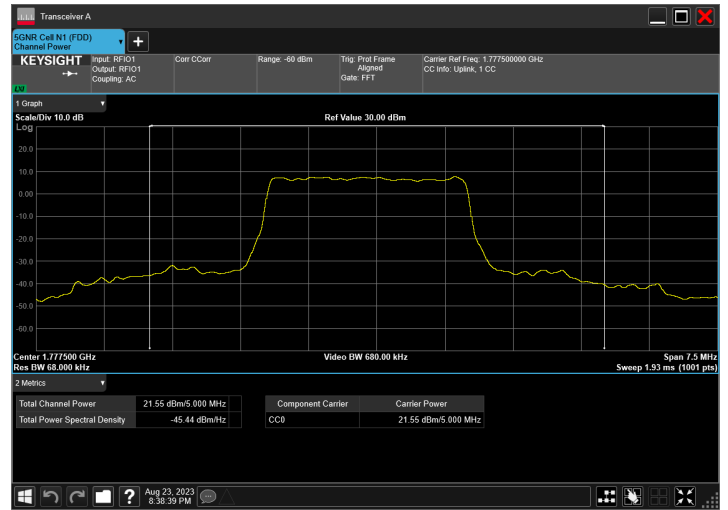 Transceiver A
5GNR Cell N1 (FDD)
Channel Power
KEYSIGHT
LXI
Input: RFIO1
Output: RFIO1
Coupling: AC
Corr CCorr
Range: -60 dBm
Trig: Prot Frame
Aligned
Gate: FFT
Carrier Ref Freq: 1.777500000 GHz
CC Info: Uplink, 1 CC
1 Graph
Scale/Div 10.0 dB
Ref Value 30.00 dBm
Log
20.0
10.0
0.00
-10.0
-20.0
-30.0
-40.0
-50.0
-60.0
Center 1.777500 GHz
Video BW 680.00 kHz
Span 7.5 MHz
Res BW 68.000 kHz
Sweep 1.93 ms (1001 pts)
2 Metrics
Total Channel Power 21.55 dBm/5.000 MHz
Total Power Spectral Density -45.44 dBm/Hz
Component Carrier Carrier Power
CC0 21.55 dBm/5.000 MHz
?
Aug 23, 2023
8:38:39 PM